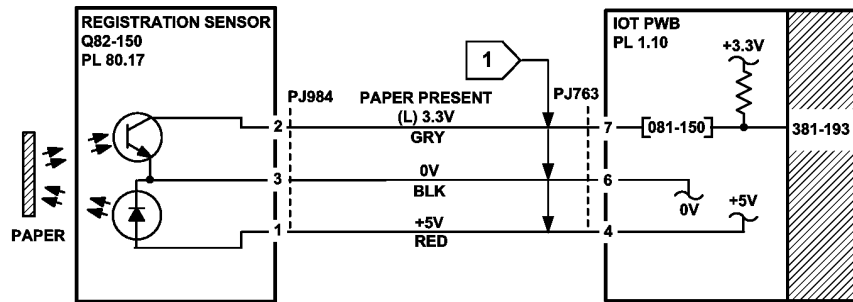 REGISTRATION SENSOR
Q82-150
PL 80.17
PAPER
2
3
1
PJ984
PAPER PRESENT
(L) 3.3V
GRY
0V
BLK
+5V
RED
1
PJ763
7
6
4
IOT PWB
PL 1.10
+3.3V
081-150
381-193
0V
+5V